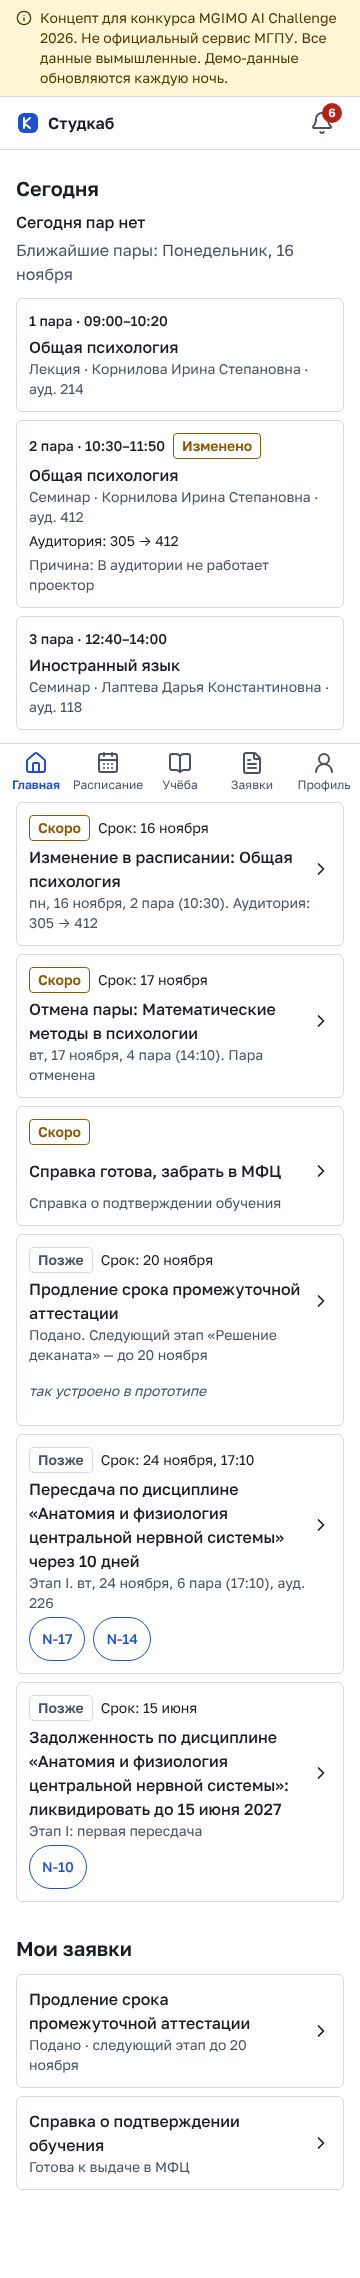 Концепт для конкурса MGIMO AI Challenge
2026. Не официальный сервис МГПУ. Все
данные вымышленные. Демо-данные
обновляются каждую ночь.
Студкаб
6
Сегодня
Сегодня пар нет
Ближайшие пары: Понедельник, 16
ноября
1 пара · 09:00–10:20
Общая психология
Лекция · Корнилова Ирина Степановна ·
ауд. 214
2 пара · 10:30–11:50 Изменено
Общая психология
Семинар · Корнилова Ирина Степановна ·
ауд. 412
Аудитория: 305 → 412
Причина: В аудитории не работает
проектор
3 пара · 12:40–14:00
Иностранный язык
Семинар · Лаптева Дарья Константиновна ·
ауд. 118
Главная Расписание Учёба Заявки Профиль
Скоро Срок: 16 ноября
Изменение в расписании: Общая
психология
пн, 16 ноября, 2 пара (10:30). Аудитория:
305 → 412
Скоро Срок: 17 ноября
Отмена пары: Математические
методы в психологии
вт, 17 ноября, 4 пара (14:10). Пара
отменена
Скоро
Справка готова, забрать в МФЦ
Справка о подтверждении обучения
Позже Срок: 20 ноября
Продление срока промежуточной
аттестации
Подано. Следующий этап «Решение
деканата» — до 20 ноября
так устроено в прототипе
Позже Срок: 24 ноября, 17:10
Пересдача по дисциплине
«Анатомия и физиология
центральной нервной системы»
через 10 дней
Этап I. вт, 24 ноября, 6 пара (17:10), ауд.
226
N-17 N-14
Позже Срок: 15 июня
Задолженность по дисциплине
«Анатомия и физиология
центральной нервной системы»:
ликвидировать до 15 июня 2027
Этап I: первая пересдача
N-10
Мои заявки
Продление срока
промежуточной аттестации
Подано · следующий этап до 20
ноября
Справка о подтверждении
обучения
Готова к выдаче в МФЦ